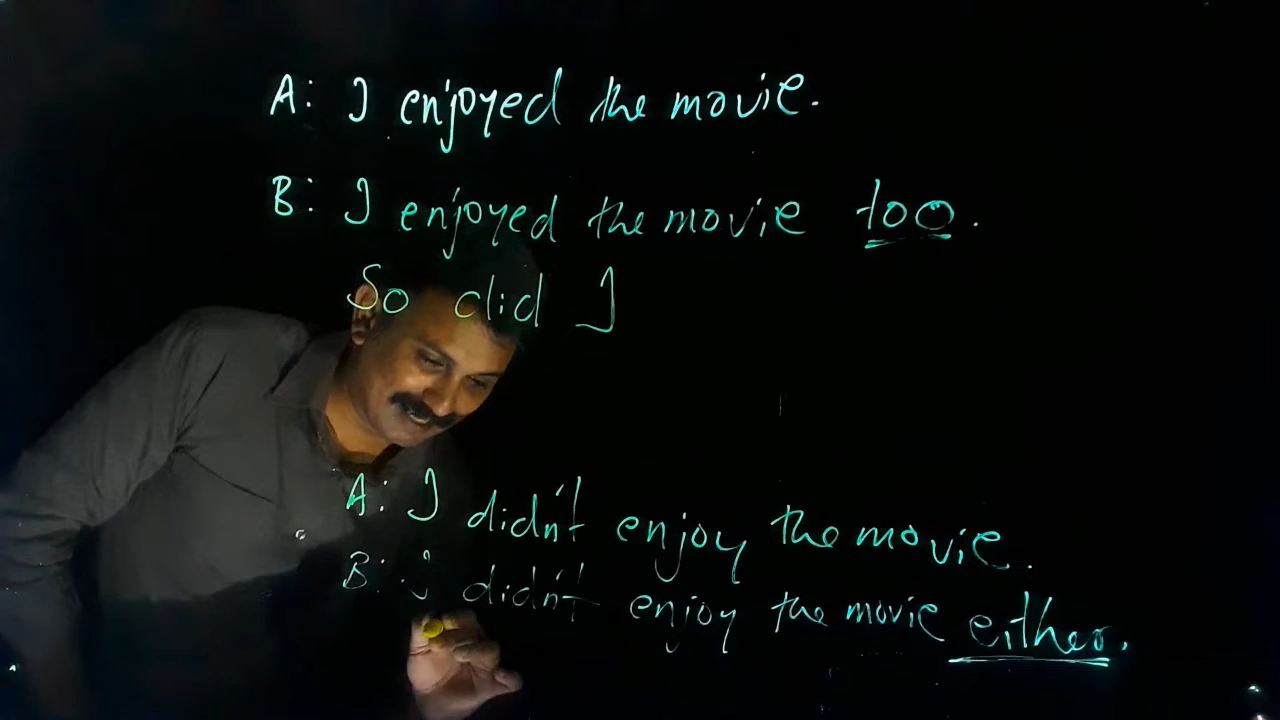 A: I enjoyed the movie.
B: I enjoyed the movie too.
So did I
A: I didn't enjoy the movie.
B: I didn't enjoy the movie either.